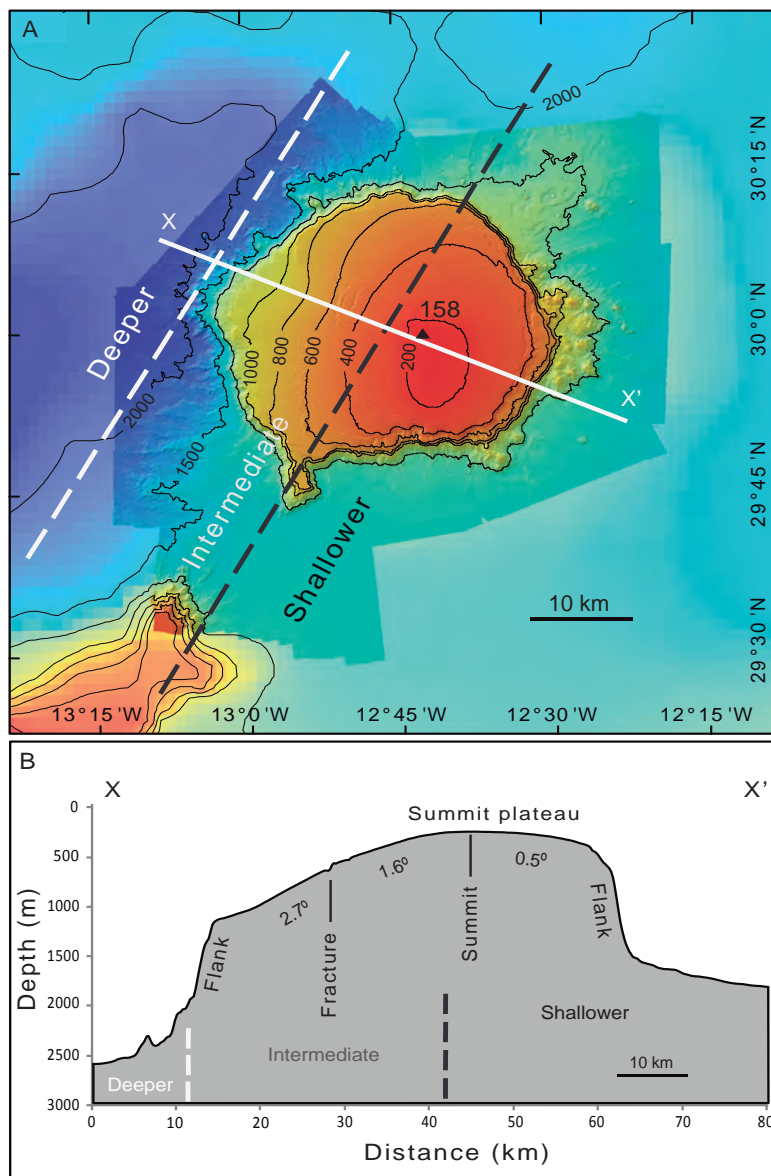 A
2000
30°15'N
X
158
Deeper
1000
800
600
400
200
30°0'N
X'
2000
1500
Intermediate
29°45'N
Shallower
10 km
29°30'N
13°15'W
13°0'W
12°45'W
12°30'W
12°15'W
B
X
X'
Summit plateau
0
500
1000
1500
2000
2500
3000
Depth (m)
2.7º
1.6º
0.5º
Flank
Fracture
Summit
Flank
Shallower
Intermediate
Deeper
10 km
0
10
20
30
40
50
60
70
80
Distance (km)